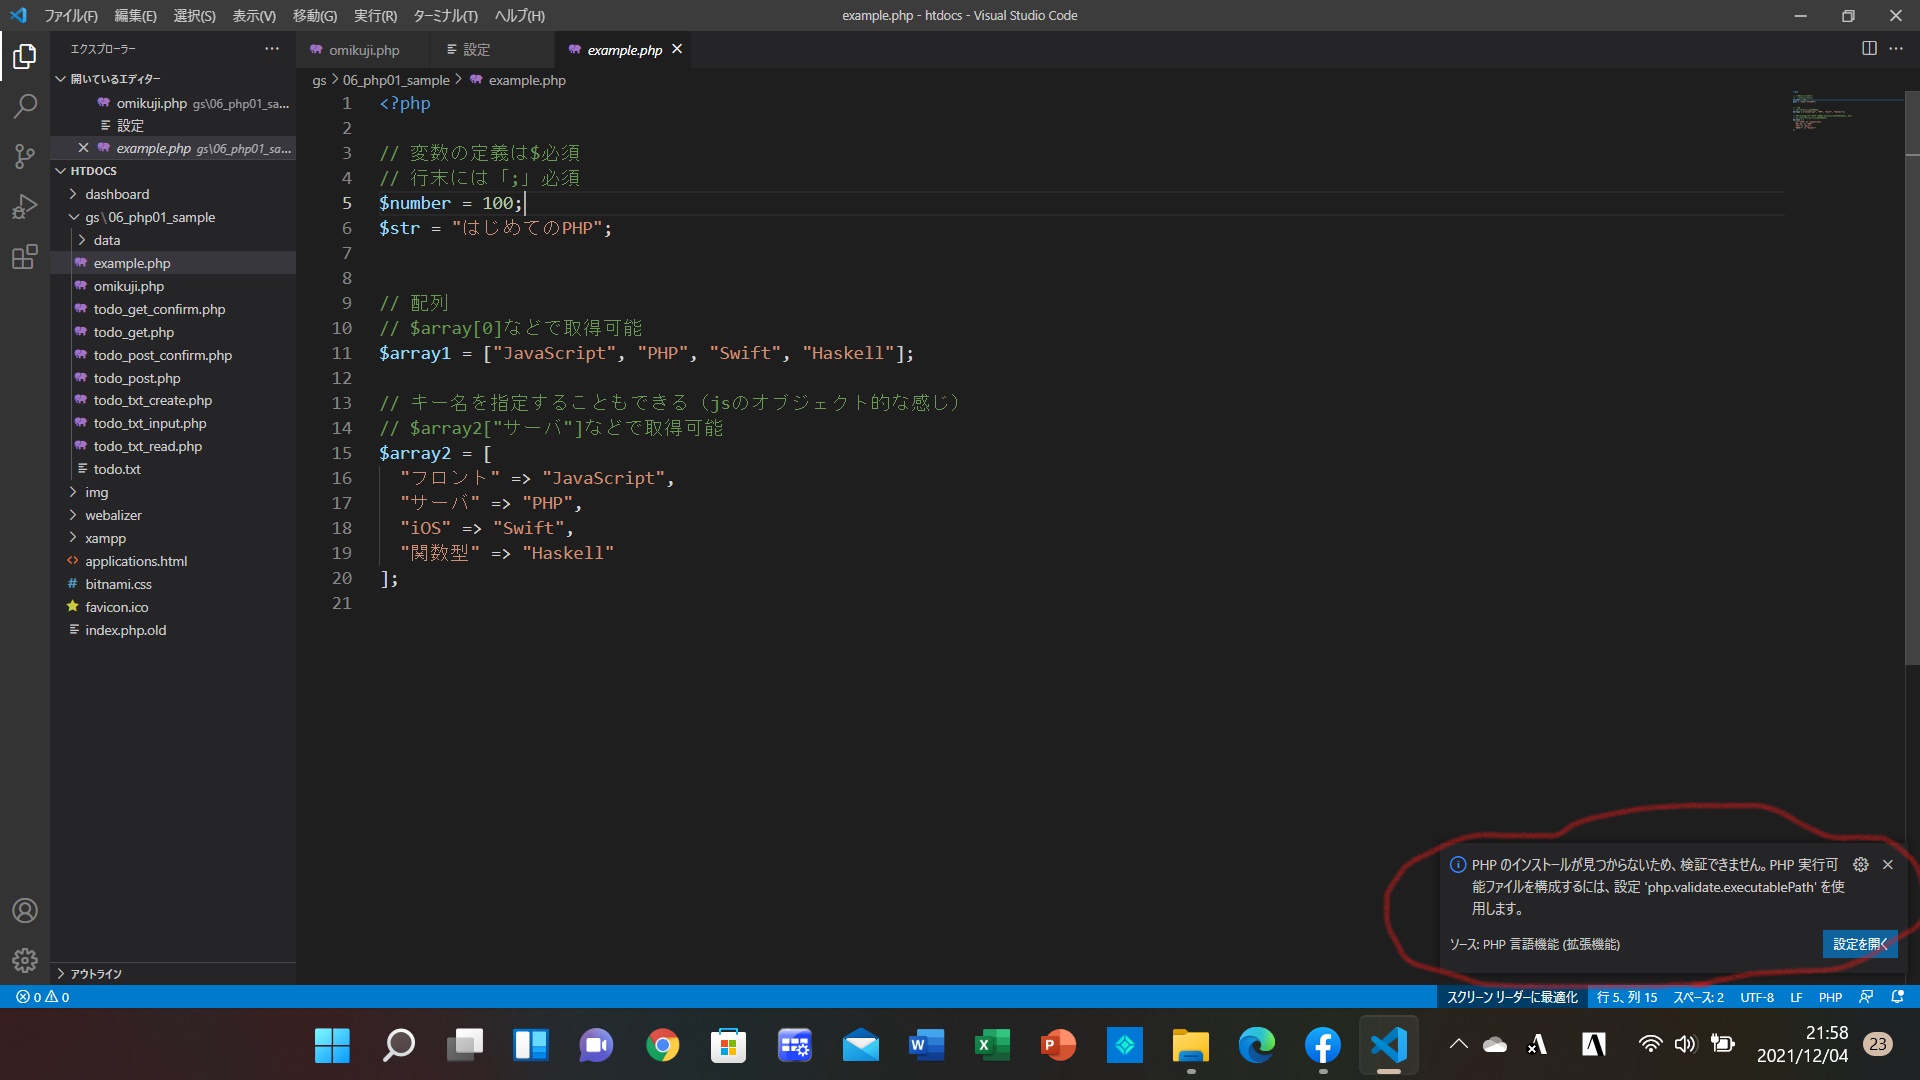 ファイル(F) 編集(E) 選択(S) 表示(V) 移動(G) 実行(R) ターミナル(T) ヘルプ(H)
example.php - htdocs - Visual Studio Code
エクスプローラー
開いているエディター
omikuji.php gs\06_php01_sa...
設定
example.php gs\06_php01_sa...
HTDOCS
dashboard
gs\06_php01_sample
data
example.php
omikuji.php
todo_get_confirm.php
todo_get.php
todo_post_confirm.php
todo_post.php
todo_txt_create.php
todo_txt_input.php
todo_txt_read.php
todo.txt
img
webalizer
xampp
applications.html
bitnami.css
favicon.ico
index.php.old
アウトライン
omikuji.php
設定
example.php
gs > 06_php01_sample > example.php
1 <?php
2
3 // 変数の定義は$必須
4 // 行末には「;」必須
5 $number = 100;
6 $str = "はじめてのPHP";
7
8
9 // 配列
10 // $array[0]などで取得可能
11 $array1 = ["JavaScript", "PHP", "Swift", "Haskell"];
12
13 // キー名を指定することもできる（jsのオブジェクト的な感じ）
14 // $array2["サーバ"]などで取得可能
15 $array2 = [
16 "フロント" => "JavaScript",
17 "サーバ" => "PHP",
18 "iOS" => "Swift",
19 "関数型" => "Haskell"
20 ];
21
PHP のインストールが見つからないため、検証できません。PHP 実行可
能ファイルを構成するには、設定 'php.validate.executablePath' を使
用します。
ソース: PHP 言語機能 (拡張機能)
設定を開く
0 0
スクリーン リーダーに最適化 行 5、列 15 スペース: 2 UTF-8 LF PHP
21:58
2021/12/04
23